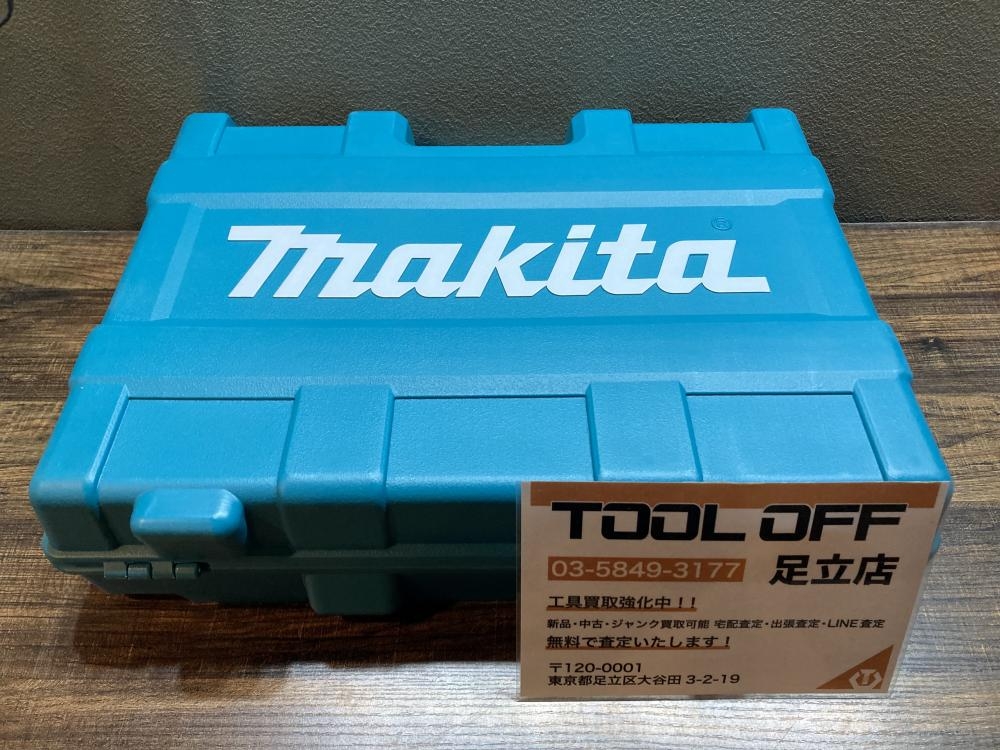 makita®
TOOL OFF
03-5849-3177 足立店
工具買取強化中!!
新品・中古・ジャンク買取可能 宅配査定・出張査定・LINE査定
無料で査定いたします!
〒120-0001
東京都足立区大谷田 3-2-19